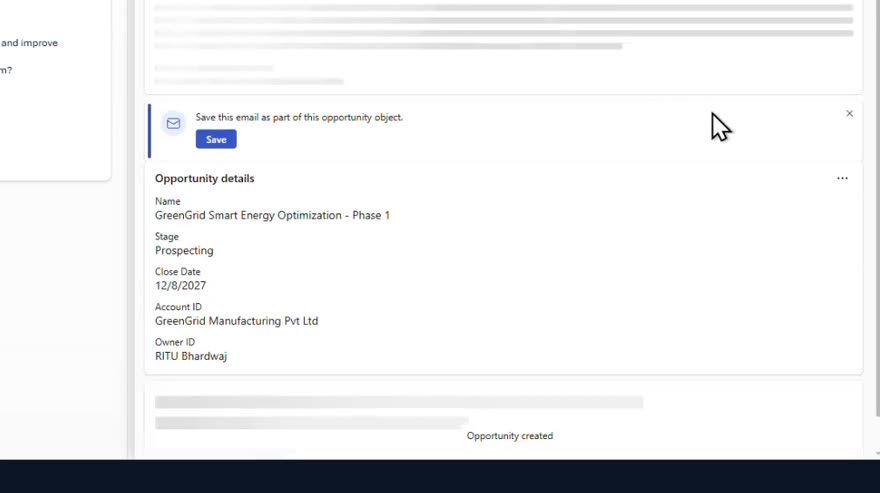 and improve
m?
Save this email as part of this opportunity object.
Save
Opportunity details
Name
GreenGrid Smart Energy Optimization - Phase 1
Stage
Prospecting
Close Date
12/8/2027
Account ID
GreenGrid Manufacturing Pvt Ltd
Owner ID
RITU Bhardwaj
Opportunity created